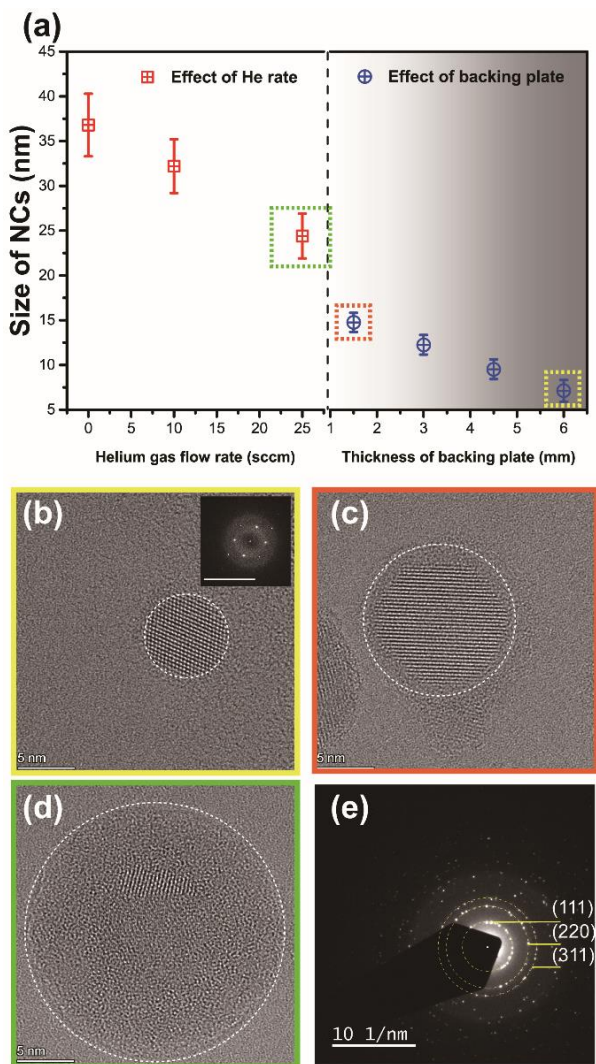 (a)
45
40
35
30
25
20
15
10
5
Size of NCs (nm)
Effect of He rate
Effect of backing plate
0 5 10 15 20 25 1 2 3 4 5 6
Helium gas flow rate (sccm)
Thickness of backing plate (mm)
(b)
5 nm
(c)
5 nm
(d)
5 nm
(e)
(111)
(220)
(311)
10 1/nm